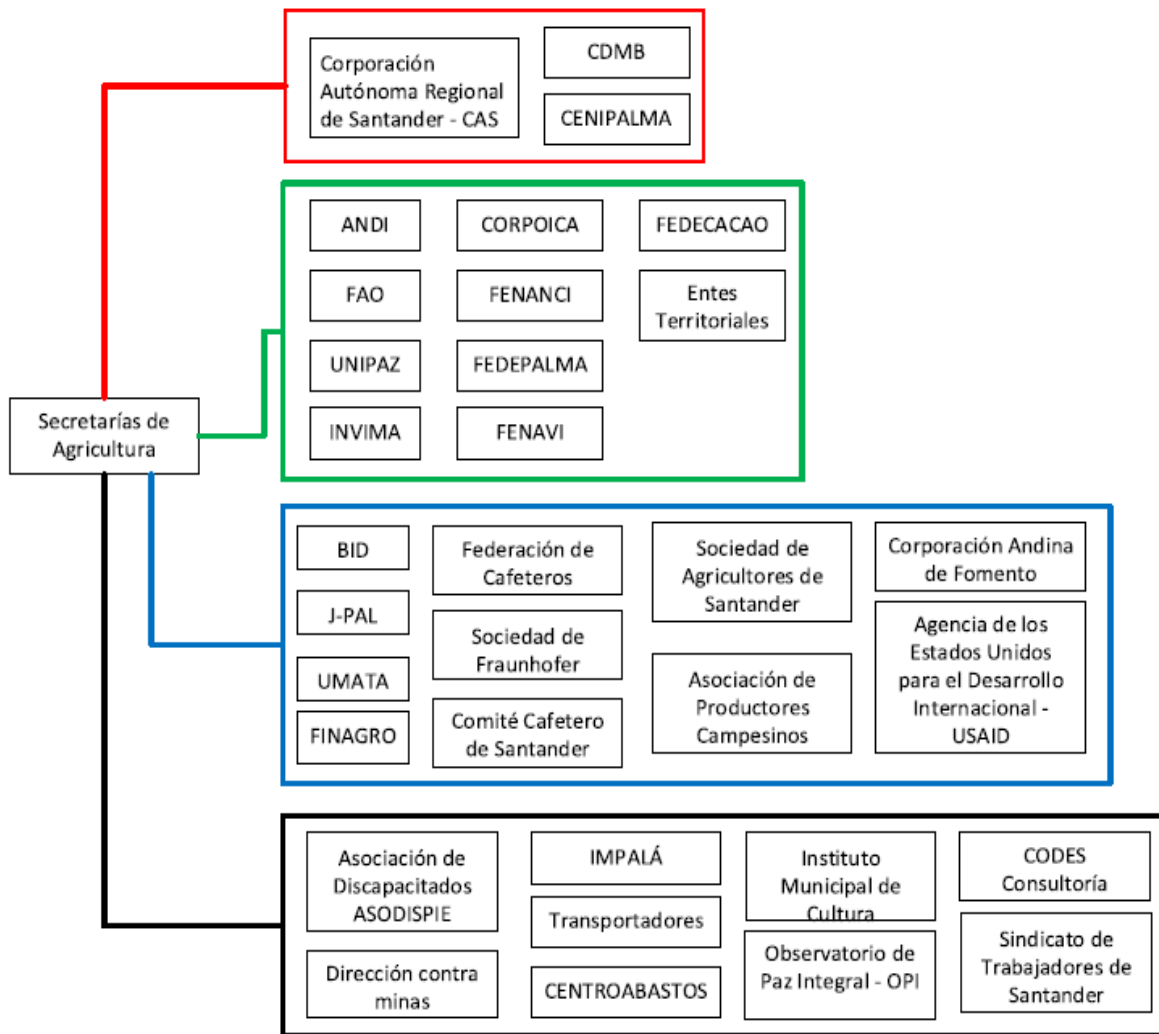 Corporación
Autónoma Regional
de Santander - CAS
CDMB
CENIPALMA
ANDI
CORPOICA
FEDECACAO
FAO
FENANCI
Entes
Territoriales
UNIPAZ
FEDEPALMA
INVIMA
FENAVI
Secretarías de
Agricultura
BID
J-PAL
UMATA
FINAGRO
Federación de
Cafeteros
Sociedad de
Fraunhofer
Comité Cafetero
de Santander
Sociedad de
Agricultores de
Santander
Asociación de
Productores
Campesinos
Corporación Andina
de Fomento
Agencia de los
Estados Unidos
para el Desarrollo
Internacional -
USAID
Asociación de
Discapacitados
ASODISPIE
Dirección contra
minas
IMPALÁ
Transportadores
CENTROABASTOS
Instituto
Municipal de
Cultura
Observatorio de
Paz Integral - OPI
CODES
Consultoría
Sindicato de
Trabajadores de
Santander